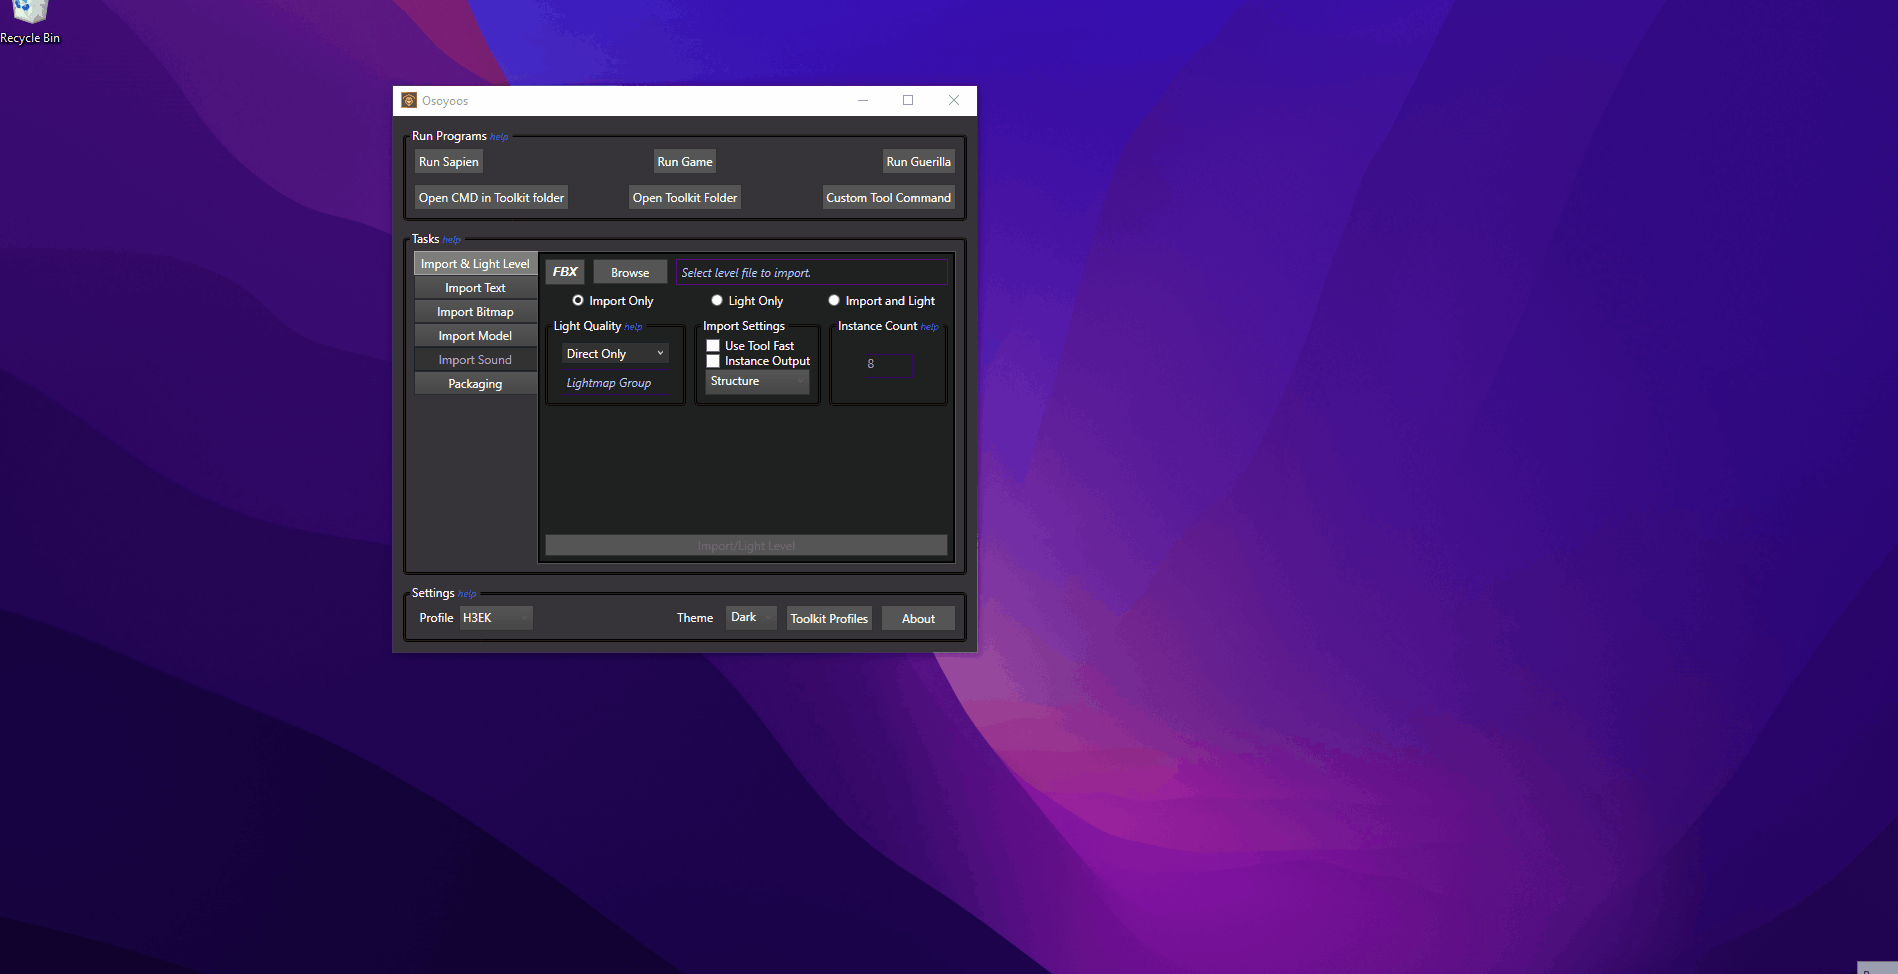 Recycle Bin
Osoyoos
Run Programs help
Run Sapien
Run Game
Run Guerilla
Open CMD in Toolkit folder
Open Toolkit Folder
Custom Tool Command
Tasks help
Import & Light Level
Import Text
Import Bitmap
Import Model
Import Sound
Packaging
FBX
Browse
Select level file to import.
Import Only
Light Only
Import and Light
Light Quality help
Direct Only
Lightmap Group
Import Settings
Use Tool Fast
Instance Output
Structure
Instance Count help
8
Import/Light Level
Settings help
Profile
H3EK
Theme
Dark
Toolkit Profiles
About